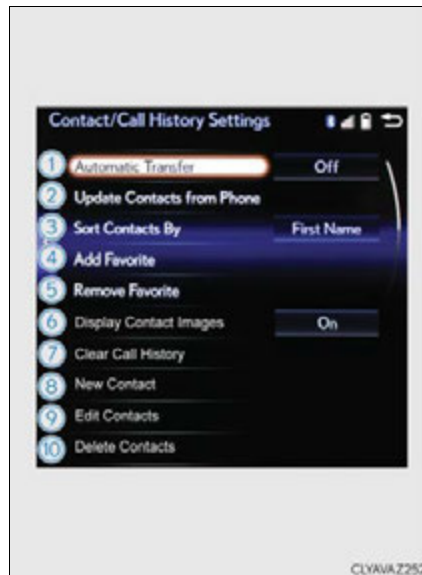 Contact/Call History Settings
1 Automatic Transfer Off
2 Update Contacts from Phone
3 Sort Contacts By First Name
4 Add Favorite
5 Remove Favorite
6 Display Contact Images On
7 Clear Call History
8 New Contact
9 Edit Contacts
10 Delete Contacts
CLYAVAZ252